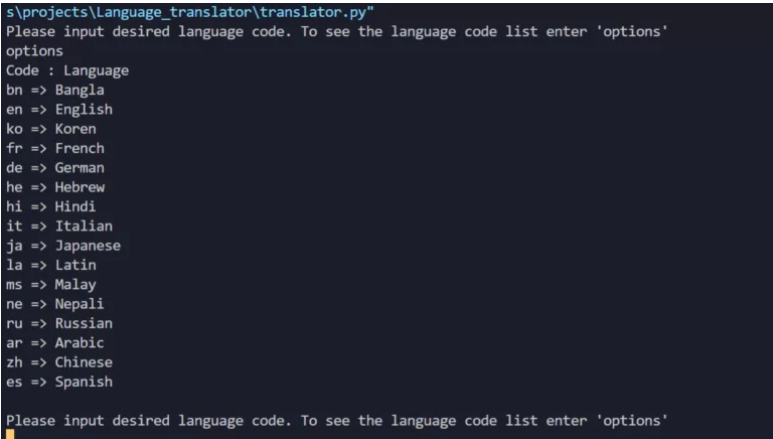 s\projects\Language_translator\translator.py"
Please input desired language code. To see the language code list enter 'options'
options
Code : Language
bn => Bangla
en => English
ko => Koren
fr => French
de => German
he => Hebrew
hi => Hindi
it => Italian
ja => Japanese
la => Latin
ms => Malay
ne => Nepali
ru => Russian
ar => Arabic
zh => Chinese
es => Spanish
Please input desired language code. To see the language code list enter 'options'